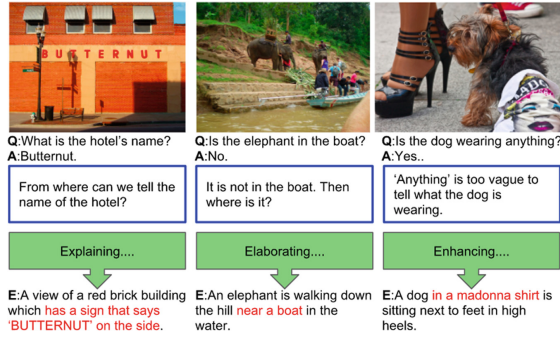 BUTTERNUT
Q:What is the hotel's name?
A:Butternut.
From where can we tell the
name of the hotel?
Explaining....
E:A view of a red brick building
which has a sign that says
‘BUTTERNUT’ on the side.
Q:Is the elephant in the boat?
A:No.
It is not in the boat. Then
where is it?
Elaborating....
E:An elephant is walking down
the hill near a boat in the
water.
Q:Is the dog wearing anything?
A:Yes..
‘Anything’ is too vague to
tell what the dog is
wearing.
Enhancing....
E:A dog in a madonna shirt is
sitting next to feet in high
heels.